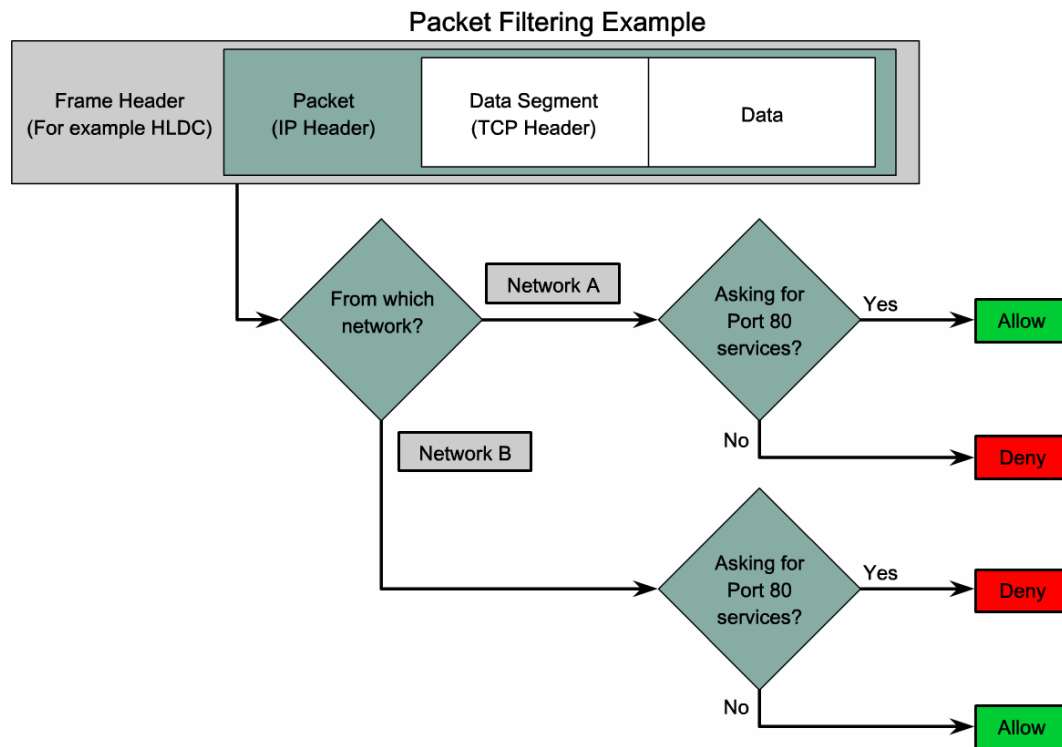 Packet Filtering Example
Frame Header
(For example HLDC)
Packet
(IP Header)
Data Segment
(TCP Header)
Data
From which
network?
Network A
Asking for
Port 80
services?
Yes
Allow
No
Deny
Network B
Asking for
Port 80
services?
Yes
Deny
No
Allow